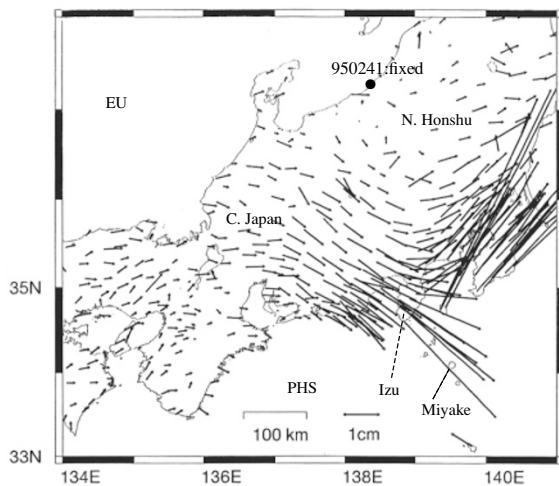 950241:fixed
EU
N. Honshu
C. Japan
35N
PHS
Izu
Miyake
100 km
1cm
33N
134E
136E
138E
140E